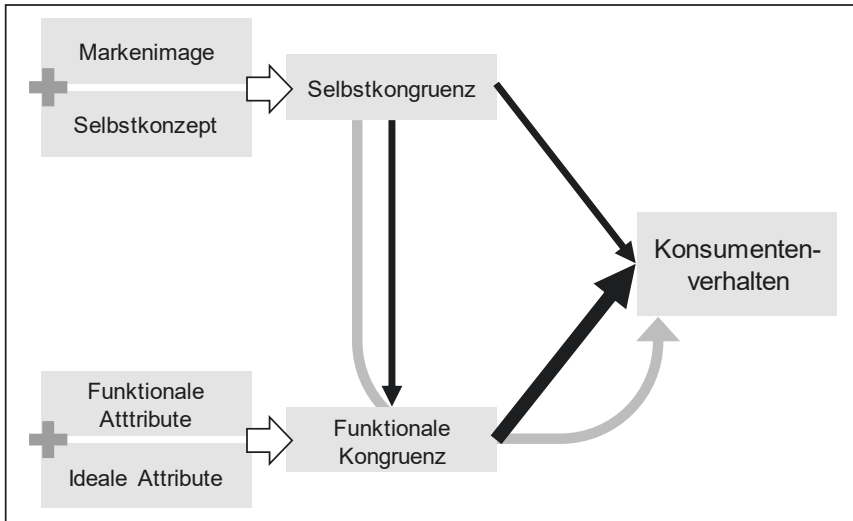 Markenimage
Selbstkonzept
Selbstkongruenz
Konsumenten-
verhalten
Funktionale
Atttribute
Ideale Attribute
Funktionale
Kongruenz